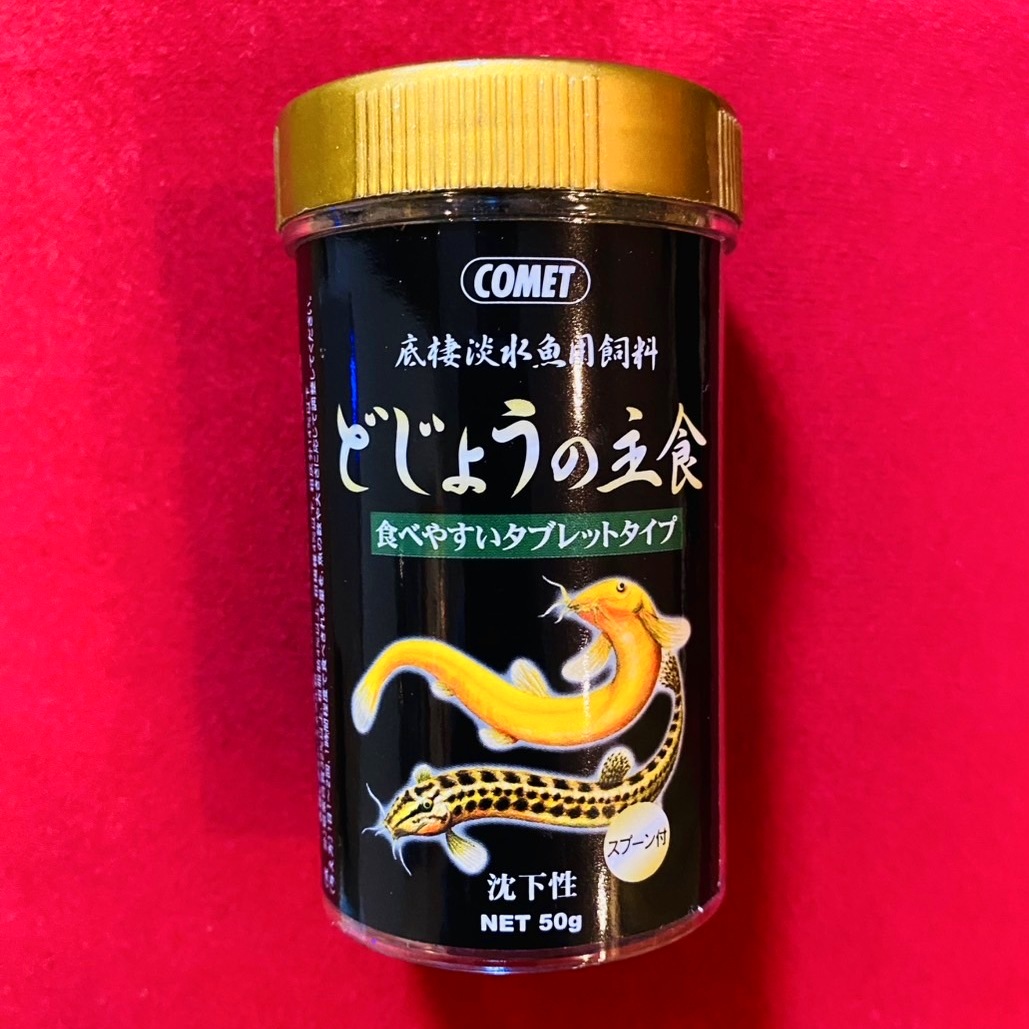 COMET
底棲淡水魚用飼料
どじょうの主食
食べやすいタブレットタイプ
スプーン付
沈下性
NET 50g